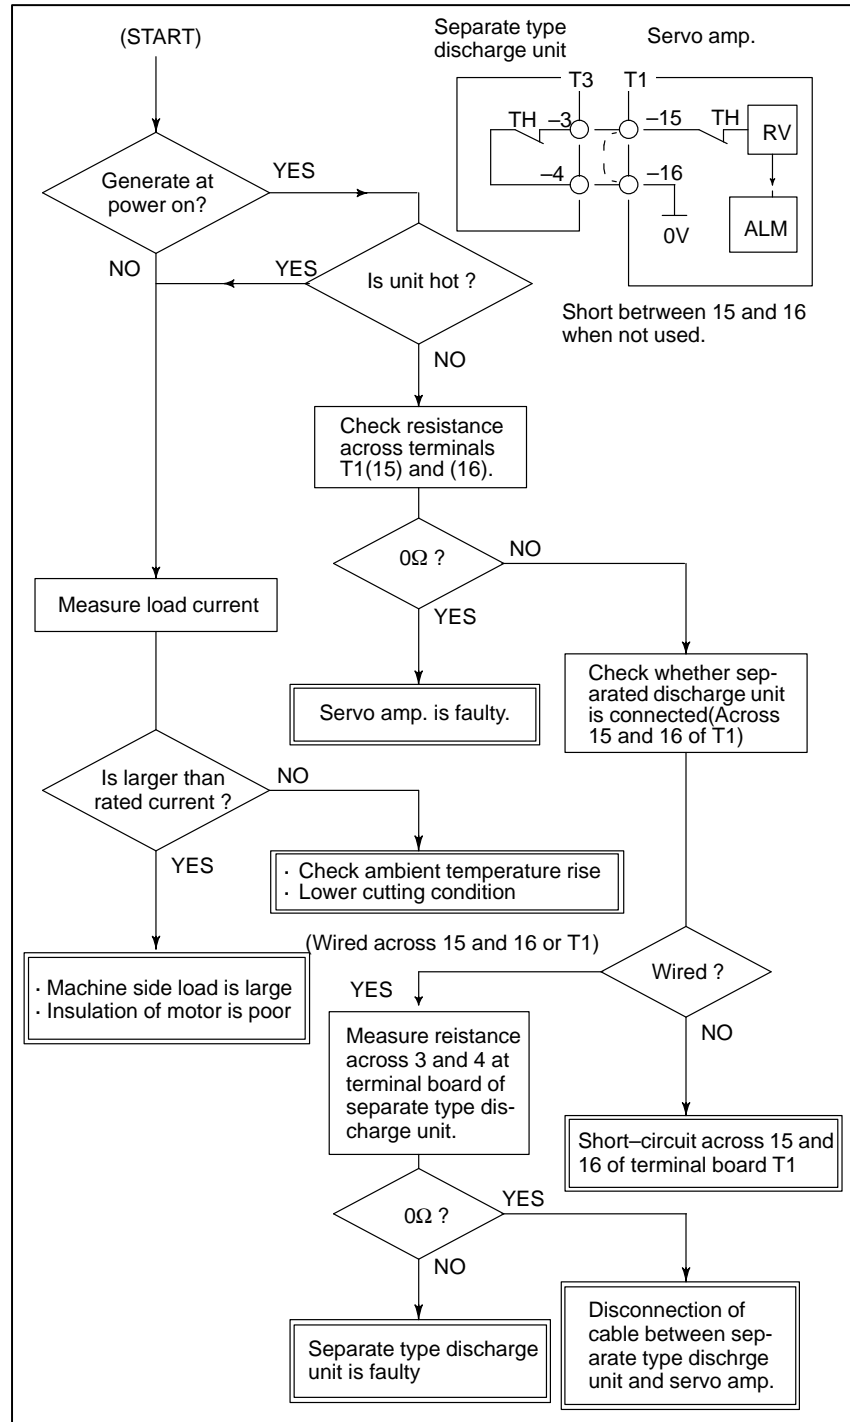 (START)
Separate type
discharge unit
Servo amp.
T3
T1
TH
–3
–15
TH
RV
–4
–16
0V
ALM
Short betrween 15 and 16
when not used.
Generate at
power on?
YES
NO
YES
Is unit hot ?
NO
Check resistance
across terminals
T1(15) and (16).
0Ω ?
NO
YES
Measure load current
Servo amp. is faulty.
Check whether sep-
arated discharge unit
is connected(Across
15 and 16 of T1)
Is larger than
rated current ?
NO
YES
· Check ambient temperature rise
· Lower cutting condition
(Wired across 15 and 16 or T1)
Wired ?
YES
NO
· Machine side load is large
· Insulation of motor is poor
Measure reistance
across 3 and 4 at
terminal board of
separate type dis-
charge unit.
Short–circuit across 15 and
16 of terminal board T1
0Ω ?
YES
NO
Separate type discharge
unit is faulty
Disconnection of
cable between sep-
arate type dischrge
unit and servo amp.